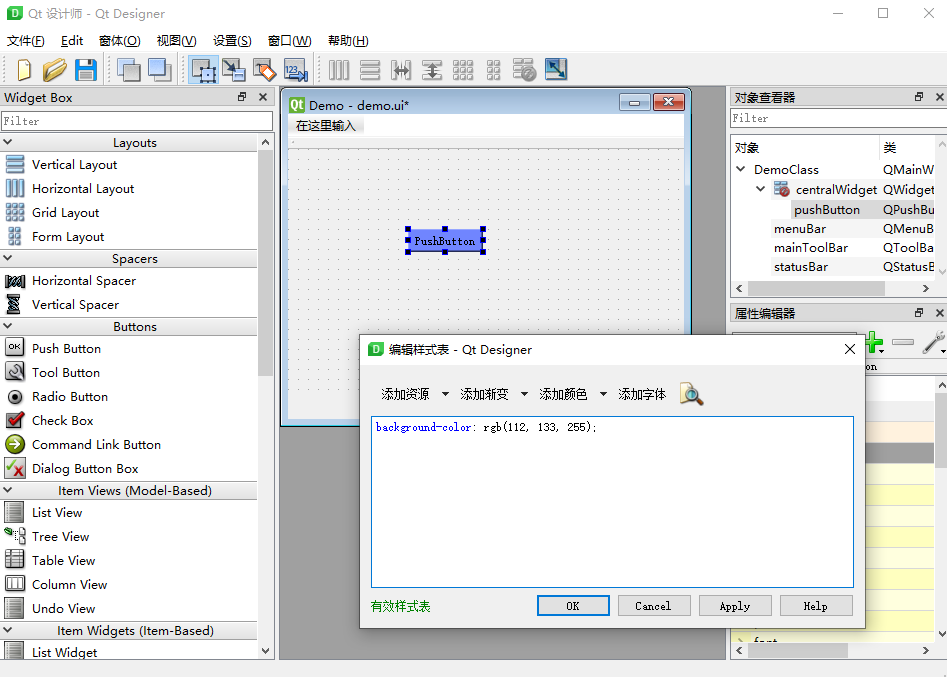 Qt 设计师 - Qt Designer
文件(F) Edit 窗体(O) 视图(V) 设置(S) 窗口(W) 帮助(H)
Widget Box
Filter
Layouts
Vertical Layout
Horizontal Layout
Grid Layout
Form Layout
Spacers
Horizontal Spacer
Vertical Spacer
Buttons
OK Push Button
Tool Button
Radio Button
Check Box
Command Link Button
Dialog Button Box
Item Views (Model-Based)
List View
Tree View
Table View
Column View
Undo View
Item Widgets (Item-Based)
List Widget
Qt Demo - demo.ui*
在这里输入
PushButton
对象查看器
Filter
对象 类
DemoClass QMainW
centralWidget QWidget
pushButton QPushBu
menuBar QMenuB
mainToolBar QToolBa
statusBar QStatusB
属性编辑器
on
font
编辑样式表 - Qt Designer
添加资源 添加渐变 添加颜色 添加字体
background-color: rgb(112, 133, 255);
有效样式表
OK Cancel Apply Help